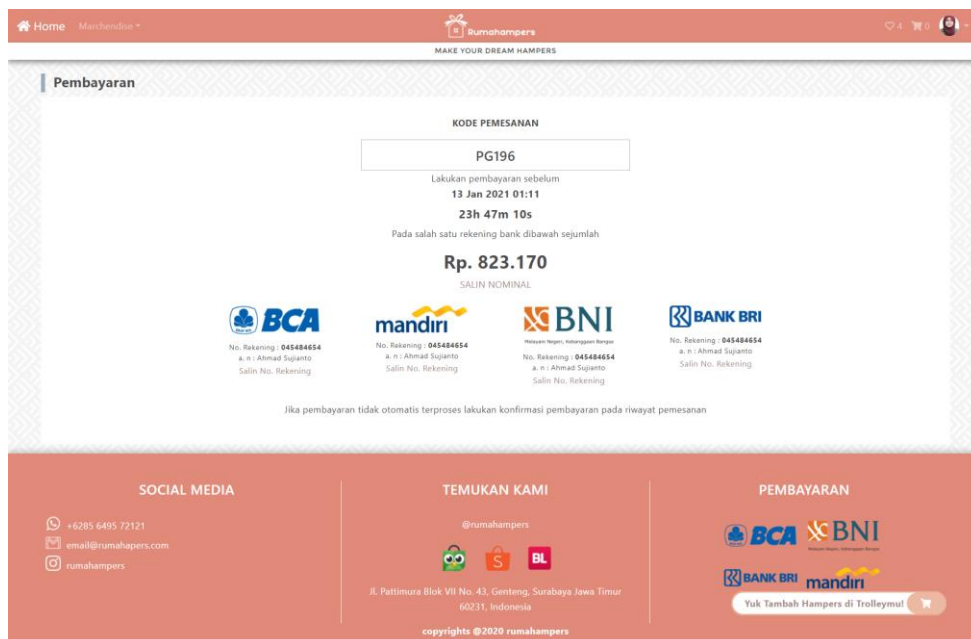 Home Marchendise
Rumahampers
4 0
MAKE YOUR DREAM HAMPERS
Pembayaran
KODE PEMESANAN
PG196
Lakukan pembayaran sebelum
13 Jan 2021 01:11
23h 47m 10s
Pada salah satu rekening bank dibawah sejumlah
Rp. 823.170
SALIN NOMINAL
BCA
No. Rekening : 045484654
a. n : Ahmad Sujianto
Salin No. Rekening
mandiri
No. Rekening : 045484654
a. n : Ahmad Sujianto
Salin No. Rekening
BNI
Melayani Negeri, Kebanggaan Bangsa
No. Rekening : 045484654
a. n : Ahmad Sujianto
Salin No. Rekening
BANK BRI
No. Rekening : 045484654
a. n : Ahmad Sujianto
Salin No. Rekening
Jika pembayaran tidak otomatis terproses lakukan konfirmasi pembayaran pada riwayat pemesanan
SOCIAL MEDIA
+6285 6495 72121
email@rumahapers.com
rumahampers
TEMUKAN KAMI
@rumahampers
S
BL
Jl. Pattimura Blok VII No. 43, Genteng, Surabaya Jawa Timur
60231, Indonesia
copyrights @2020 rumahampers
PEMBAYARAN
BCA BNI
Melayani Negeri, Kebanggaan Bangsa
BANK BRI mandiri
Yuk Tambah Hampers di Trolleymu!